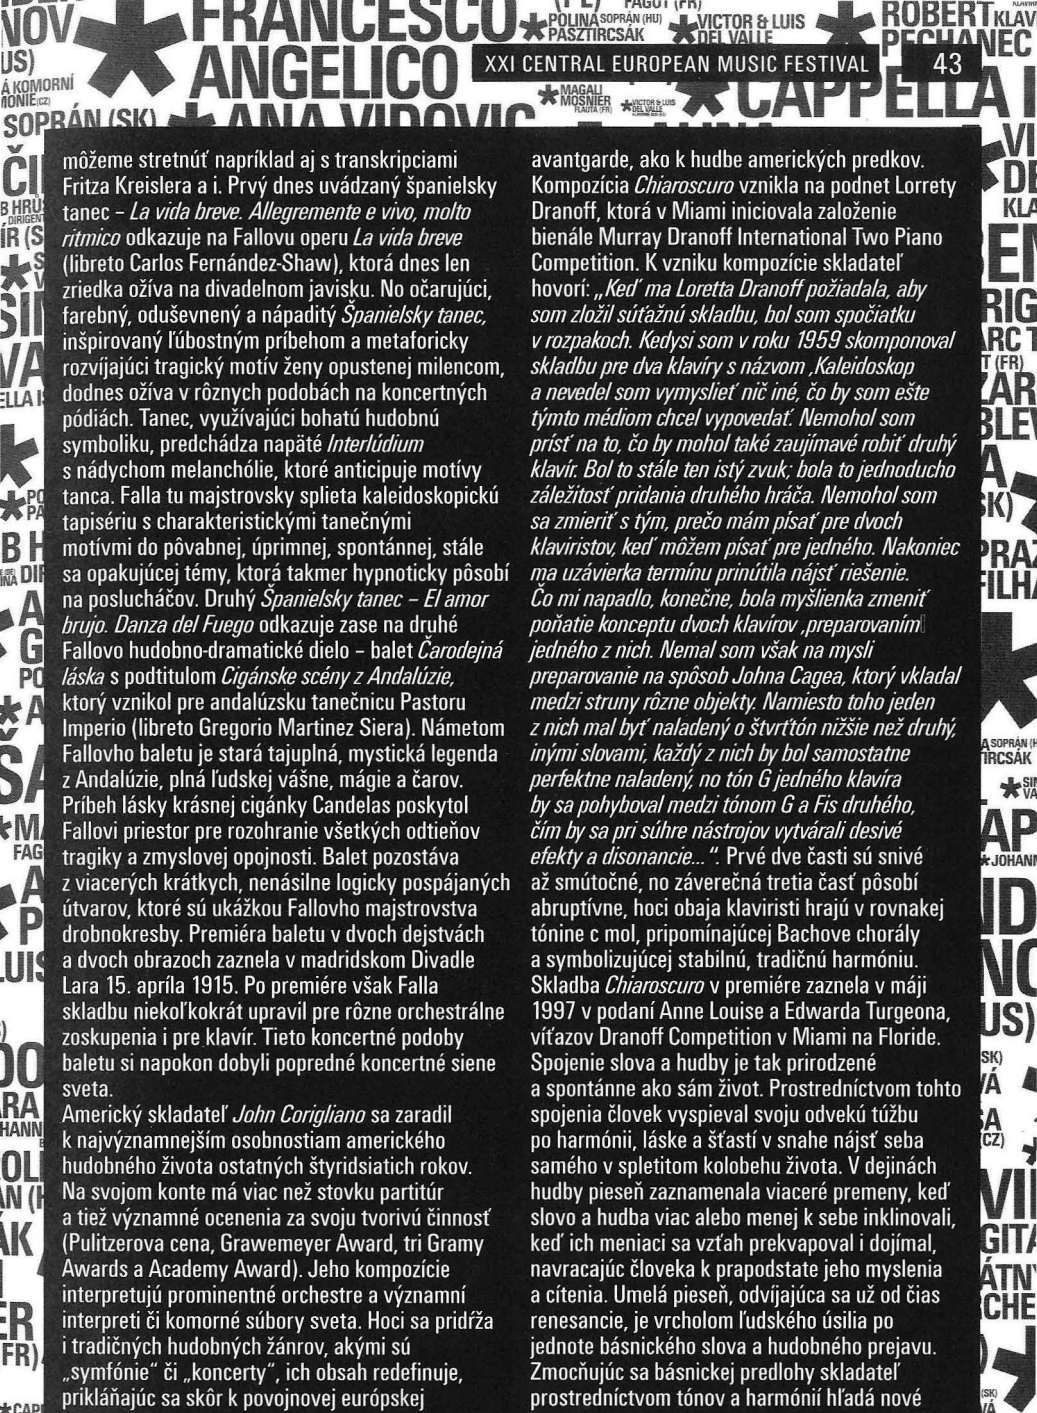 XXI CENTRAL EUROPEAN MUSIC FESTIVAL 43
môžeme stretnúť napríklad aj s transkripciami
Fritza Kreislera a i. Prvý dnes uvádzaný španielsky
tanec – La vida breve. Allegremente e vivo, molto
ritmico odkazuje na Fallovu operu La vida breve
(libreto Carlos Fernández-Shaw), ktorá dnes len
zriedka ožíva na divadelnom javisku. No očarujúci,
farebný, oduševnený a nápaditý Španielsky tanec,
inšpirovaný ľúbostným príbehom a metaforicky
rozvíjajúci tragický motív ženy opustenej milencom,
dodnes ožíva v rôznych podobách na koncertných
pódiách. Tanec, využívajúci bohatú hudobnú
symboliku, predchádza napäté Interlúdium
s nádychom melanchólie, ktoré anticipuje motívy
tanca. Falla tu majstrovsky splieta kaleidoskopickú
tapisériu s charakteristickými tanečnými
motívmi do pôvabnej, úprimnej, spontánnej, stále
sa opakujúcej témy, ktorá takmer hypnoticky pôsobí
na poslucháčov. Druhý Španielsky tanec – El amor
brujo. Danza del Fuego odkazuje zase na druhé
Fallovo hudobno-dramatické dielo – balet Čarodejná
láska s podtitulom Cigánske scény z Andalúzie,
ktorý vznikol pre andalúzsku tanečnicu Pastoru
Imperio (libreto Gregorio Martinez Siera). Námetom
Fallovho baletu je stará tajuplná, mystická legenda
z Andalúzie, plná ľudskej vášne, mágie a čarov.
Príbeh lásky krásnej cigánky Candelas poskytol
Fallovi priestor pre rozohranie všetkých odtieňov
tragiky a zmyslovej opojnosti. Balet pozostáva
z viacerých krátkych, nenásilne logicky pospájaných
útvarov, ktoré sú ukážkou Fallovho majstrovstva
drobnokresby. Premiéra baletu v dvoch dejstvách
a dvoch obrazoch zaznela v madridskom Divadle
Lara 15. apríla 1915. Po premiére však Falla
skladbu niekoľkokrát upravil pre rôzne orchestrálne
zoskupenia i pre klavír. Tieto koncertné podoby
baletu si napokon dobyli popredné koncertné siene
sveta.
Americký skladateľ John Corigliano sa zaradil
k najvýznamnejším osobnostiam amerického
hudobného života ostatných štyridsiatich rokov.
Na svojom konte má viac než stovku partitúr
a tiež významné ocenenia za svoju tvorivú činnosť
(Pulitzerova cena, Grawemeyer Award, tri Gramy
Awards a Academy Award). Jeho kompozície
interpretujú prominentné orchestre a významní
interpreti či komorné súbory sveta. Hoci sa pridŕža
i tradičných hudobných žánrov, akými sú
„symfónie“ či „koncerty“, ich obsah redefinuje,
prikláňajúc sa skôr k povojnovej európskej
avantgarde, ako k hudbe amerických predkov.
Kompozícia Chiaroscuro vznikla na podnet Lorrety
Dranoff, ktorá v Miami iniciovala založenie
bienále Murray Dranoff International Two Piano
Competition. K vzniku kompozície skladateľ
hovorí: „Keď ma Loretta Dranoff požiadala, aby
som zložil súťažnú skladbu, bol som spočiatku
v rozpakoch. Kedysi som v roku 1959 skomponoval
skladbu pre dva klavíry s názvom ‚Kaleidoskop
a nevedel som vymyslieť nič iné, čo by som ešte
týmto médiom chcel vypovedať. Nemohol som
prísť na to, čo by mohol také zaujímavé robiť druhý
klavír. Bol to stále ten istý zvuk; bola to jednoducho
záležitosť pridania druhého hráča. Nemohol som
sa zmieriť s tým, prečo mám písať pre dvoch
klaviristov, keď môžem písať pre jedného. Nakoniec
ma uzávierka termínu prinútila nájsť riešenie.
Čo mi napadlo, konečne, bola myšlienka zmeniť
poňatie konceptu dvoch klavírov ‚preparovaním
jedného z nich. Nemal som však na mysli
preparovanie na spôsob Johna Cagea, ktorý vkladal
medzi struny rôzne objekty. Namiesto toho jeden
z nich mal byť naladený o štvrťtón nižšie než druhý,
inými slovami, každý z nich by bol samostatne
perfektne naladený, no tón G jedného klavíra
by sa pohyboval medzi tónom G a Fis druhého,
čím by sa pri súhre nástrojov vytvárali desivé
efekty a disonancie... “. Prvé dve časti sú snivé
až smútočné, no záverečná tretia časť pôsobí
abruptívne, hoci obaja klaviristi hrajú v rovnakej
tónine c mol, pripomínajúcej Bachove chorály
a symbolizujúcej stabilnú, tradičnú harmóniu.
Skladba Chiaroscuro v premiére zaznela v máji
1997 v podaní Anne Louise a Edwarda Turgeona,
víťazov Dranoff Competition v Miami na Floride.
Spojenie slova a hudby je tak prirodzené
a spontánne ako sám život. Prostredníctvom tohto
spojenia človek vyspieval svoju odvekú túžbu
po harmónii, láske a šťastí v snahe nájsť seba
samého v spletitom kolobehu života. V dejinách
hudby pieseň zaznamenala viaceré premeny, keď
slovo a hudba viac alebo menej k sebe inklinovali,
keď ich meniaci sa vzťah prekvapoval i dojímal,
navracajúc človeka k prapodstate jeho myslenia
a cítenia. Umelá pieseň, odvíjajúca sa už od čias
renesancie, je vrcholom ľudského úsilia po
jednote básnického slova a hudobného prejavu.
Zmocňujúc sa básnickej predlohy skladateľ
prostredníctvom tónov a harmónií hľadá nové